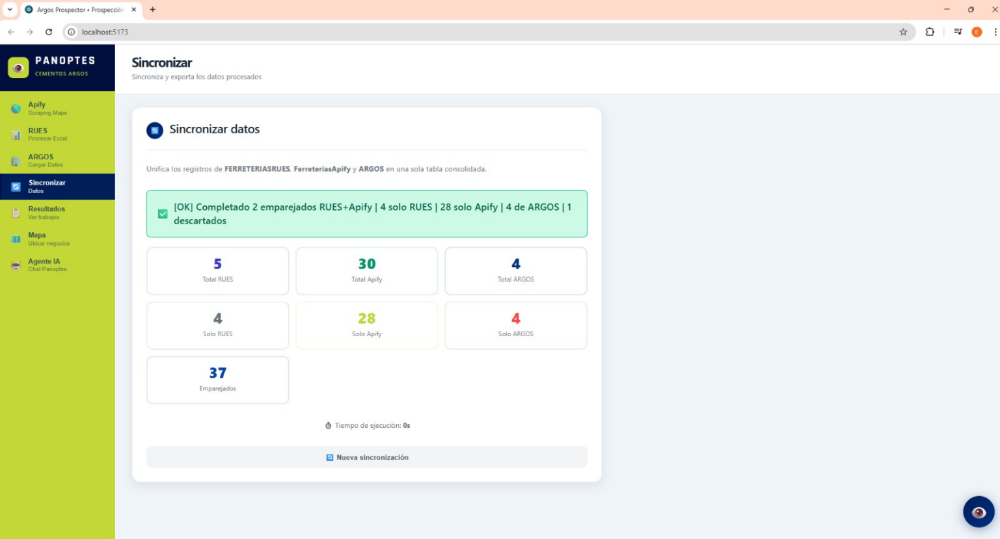 Argos Prospector • Prospección
localhost:5173
PANOPTES
CEMENTOS ARGOS
Apify
Scraping Maps
RUES
Procesar Excel
ARGOS
Cargar Datos
Sincronizar
Datos
Resultados
Ver trabajos
Mapa
Ubicar negocios
Agente IA
Chat Panoptes
Sincronizar
Sincroniza y exporta los datos procesados
Sincronizar datos
Unifica los registros de FERRETERIASRUES, FerreteriasApify y ARGOS en una sola tabla consolidada.
[OK] Completado 2 emparejados RUES+Apify | 4 solo RUES | 28 solo Apify | 4 de ARGOS | 1
descartados
5
Total RUES
30
Total Apify
4
Total ARGOS
4
Solo RUES
28
Solo Apify
4
Solo ARGOS
37
Emparejados
Tiempo de ejecución: 0s
Nueva sincronización
E